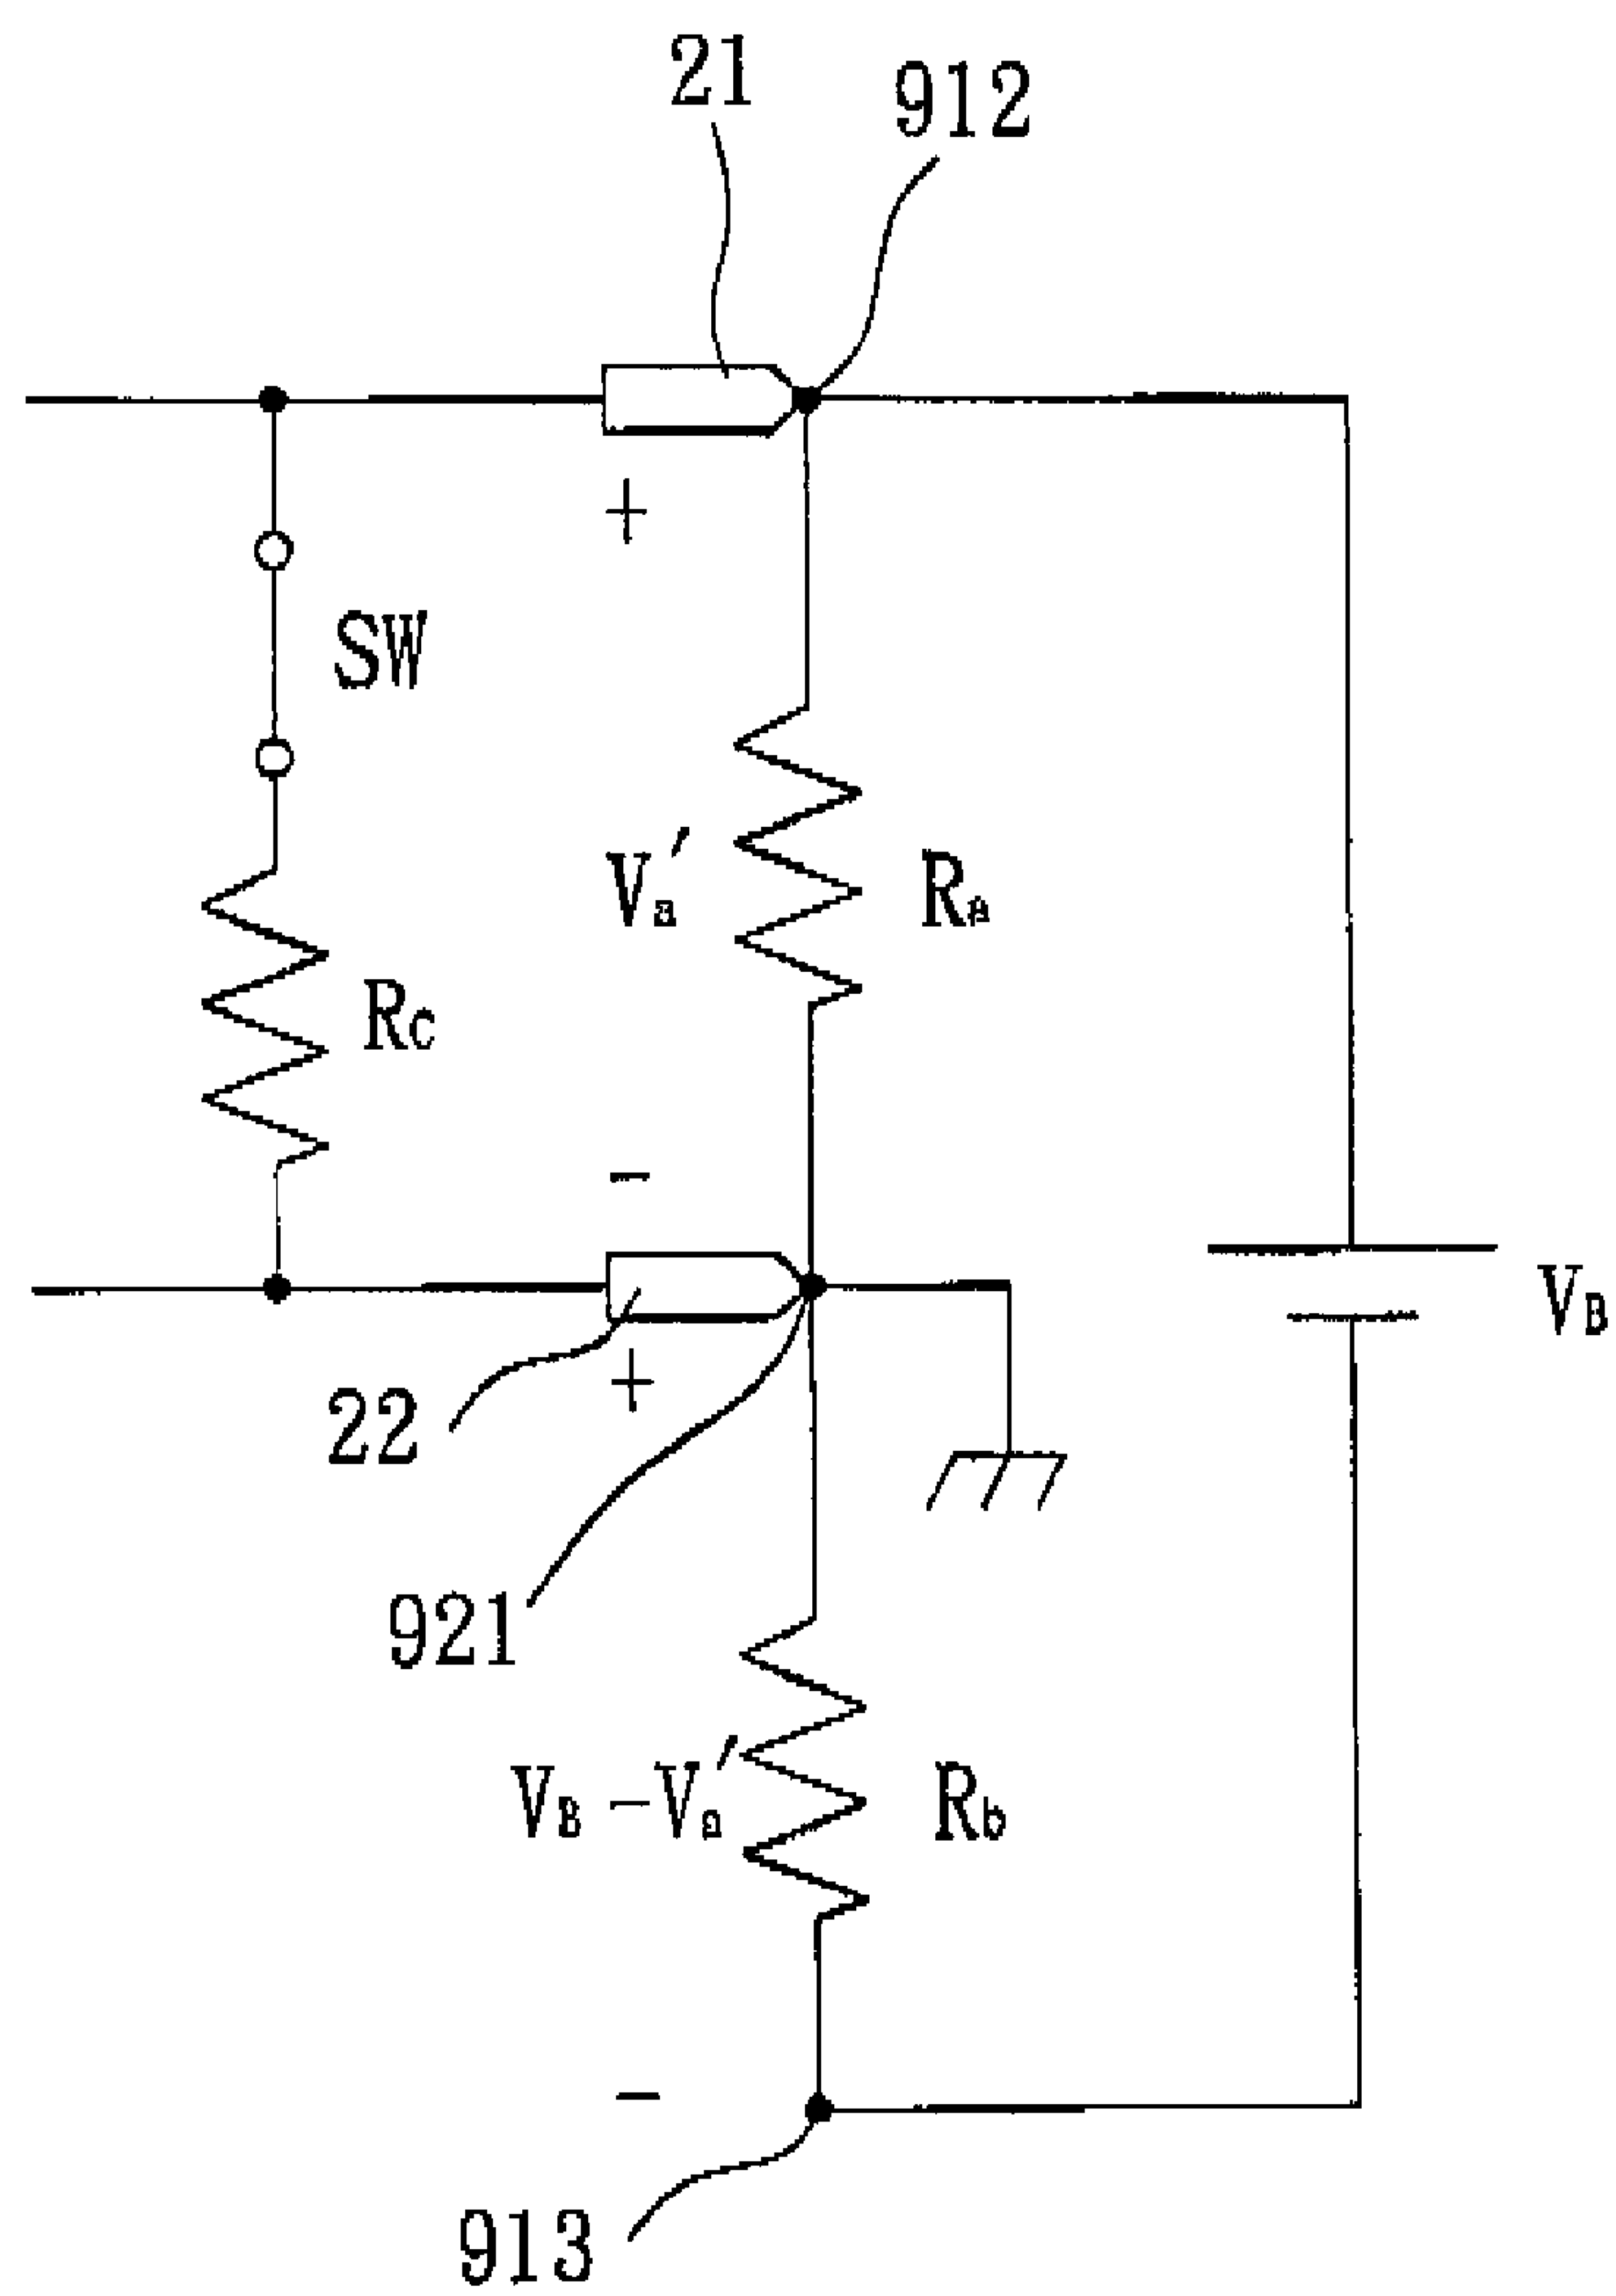 21
912
+
SW
Va′
Ra
Rc
-
VB
22
+
921
VB-Va′
Rb
-
913